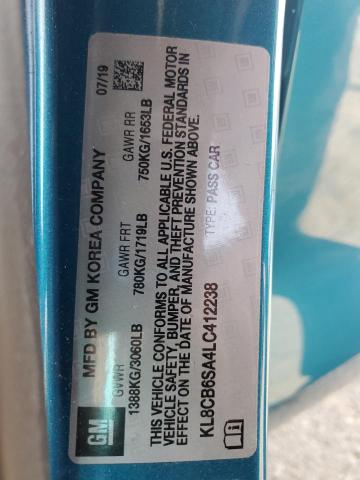 GM
MFD BY GM KOREA COMPANY
07/19
GVWR
GAWR FRT
GAWR RR
1388KG/3060LB
780KG/1719LB
750KG/1653LB
THIS VEHICLE CONFORMS TO ALL APPLICABLE U.S. FEDERAL MOTOR
VEHICLE SAFETY, BUMPER, AND THEFT PREVENTION STANDARDS IN
EFFECT ON THE DATE OF MANUFACTURE SHOWN ABOVE.
KL8CB6SA4LC412238
TYPE: PASS CAR